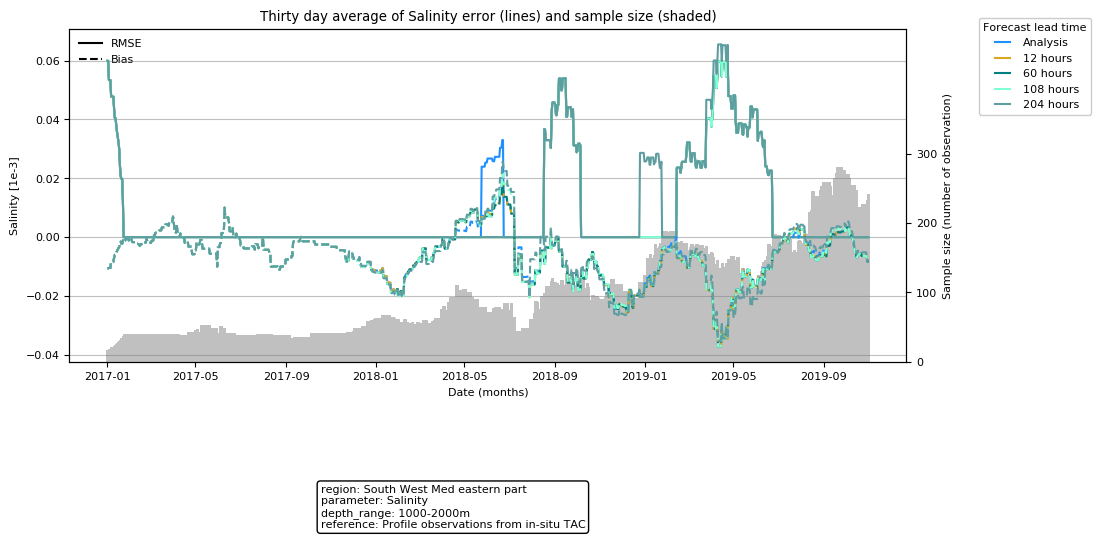 Thirty day average of Salinity error (lines) and sample size (shaded)
RMSE
Bias
Forecast lead time
Analysis
12 hours
60 hours
108 hours
204 hours
Salinity [1e-3]
0.06
0.04
0.02
0.00
−0.02
−0.04
300
200
100
0
Sample size (number of observation)
2017-01
2017-05
2017-09
2018-01
2018-05
2018-09
2019-01
2019-05
2019-09
Date (months)
region: South West Med eastern part
parameter: Salinity
depth_range: 1000-2000m
reference: Profile observations from in-situ TAC